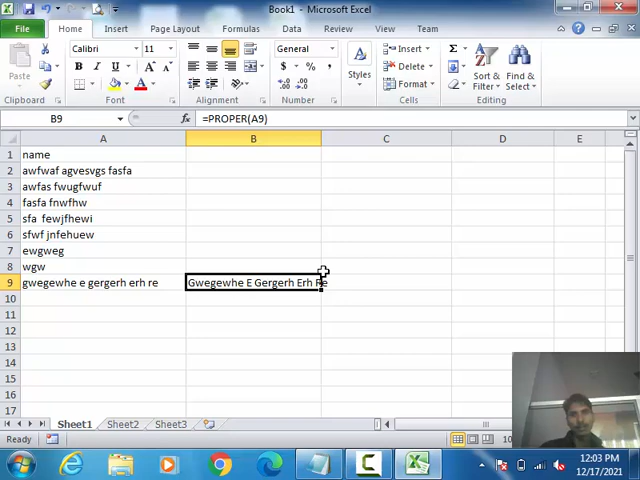 Book1 - Microsoft Excel
File Home Insert Page Layout Formulas Data Review View Team
Paste
Calibri 11
General
B I U
$ % ,
Styles
Insert
Delete
Format
Σ
Sort & Filter
Find & Select
Clipboard Font Alignment Number Cells Editing
B9 fx =PROPER(A9)
A B C D E
1 name
2 awfwaf agvesvgs fasfa
3 awfas fwugfwuf
4 fasfa fnwfhw
5 sfa fewjfhewi
6 sfwf jnfehuew
7 ewgweg
8 wgw
9 gwegewhe e gergerh erh re Gwegewhe E Gergerh Erh Re
10
11
12
13
14
15
16
17
Sheet1 Sheet2 Sheet3
Ready
12:03 PM
12/17/2021